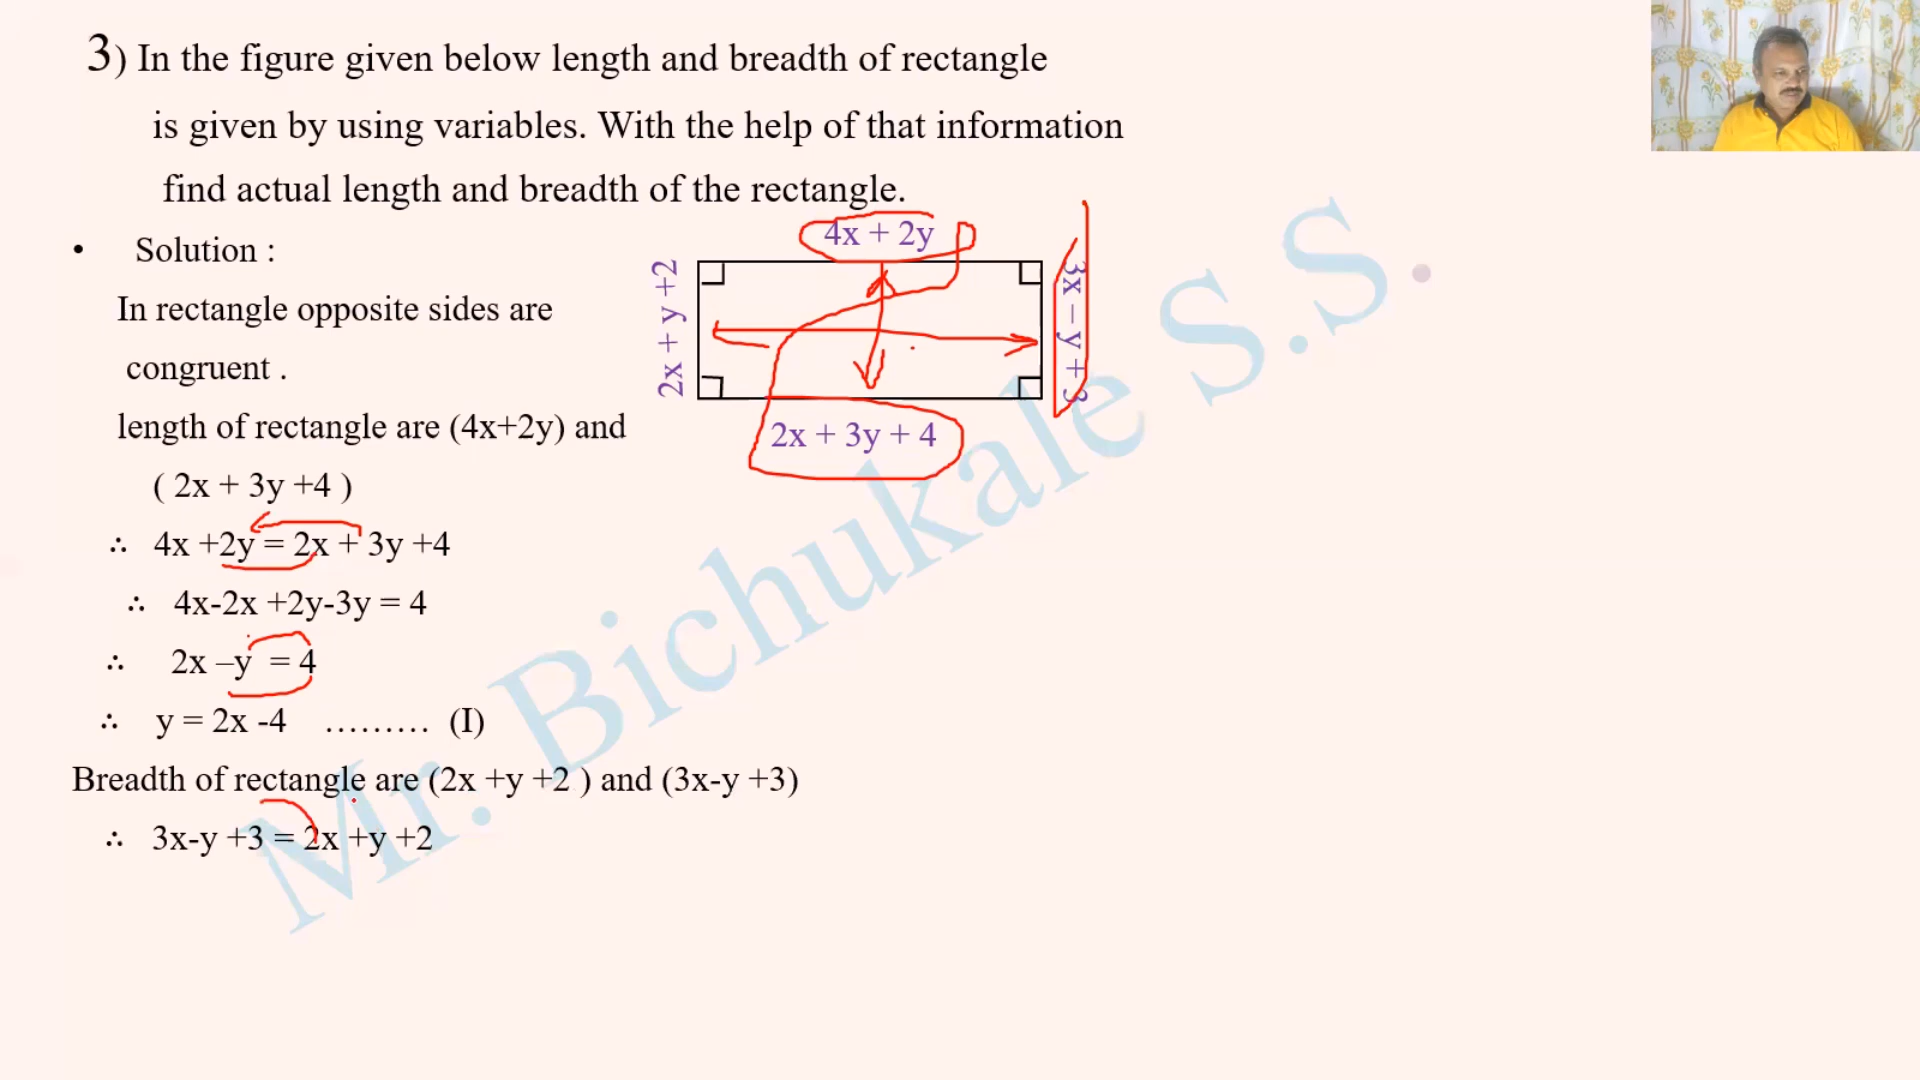 3) In the figure given below length and breadth of rectangle
is given by using variables. With the help of that information
find actual length and breadth of the rectangle.
• Solution :
In rectangle opposite sides are
congruent .
length of rectangle are (4x+2y) and
( 2x + 3y +4 )
∴ 4x +2y = 2x + 3y +4
∴ 4x-2x +2y-3y = 4
∴ 2x –y = 4
∴ y = 2x -4 ......... (I)
Breadth of rectangle are (2x +y +2 ) and (3x-y +3)
∴ 3x-y +3 = 2x +y +2
4x + 2y
2x + y +2
3x – y + 3
2x + 3y + 4
Mr. Bichukale S.S.